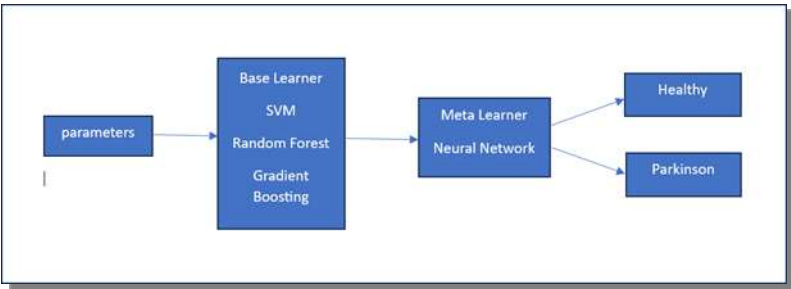 parameters
Base Learner
SVM
Random Forest
Gradient
Boosting
Meta Learner
Neural Network
Healthy
Parkinson